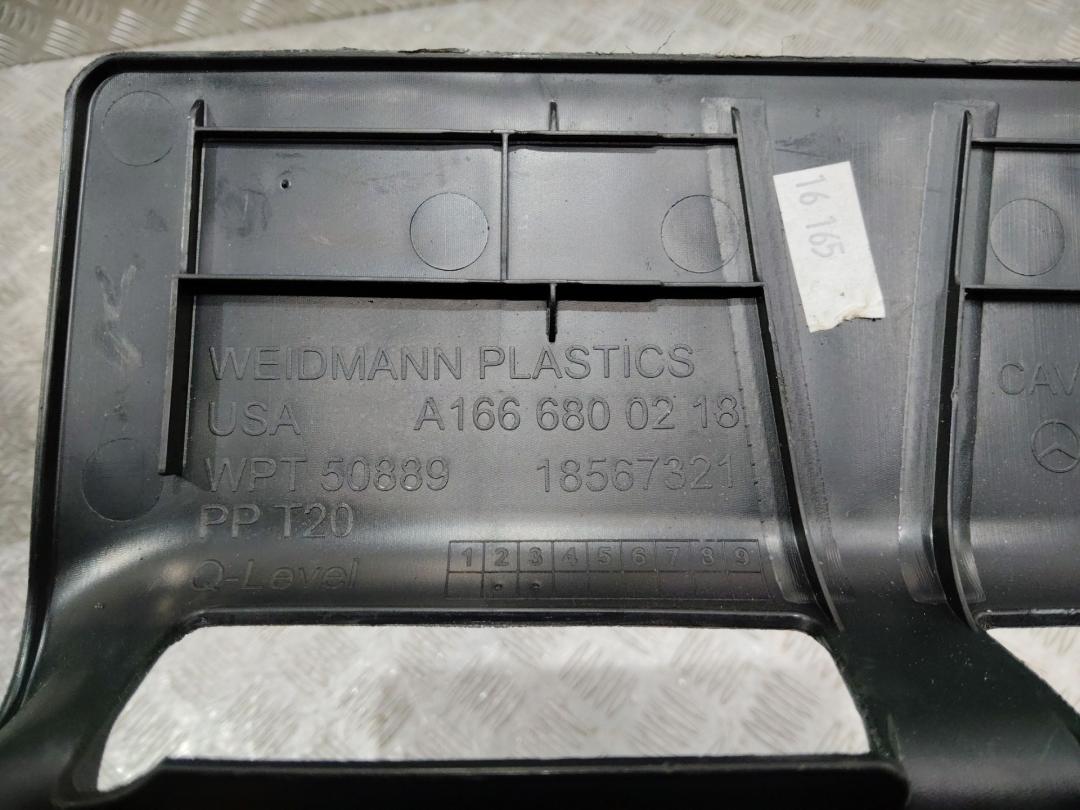 16 165
WEIDMANN PLASTICS
USA A166 680 02 18
WPT 50889 18567321
PP T20
Q-Level
1 2 3 4 5 6 7 8 9
CAV